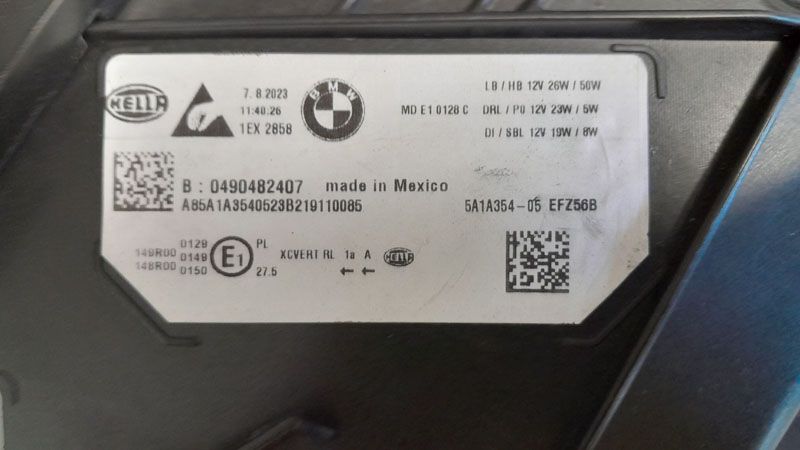 HELLA
7. 8.2023
11:40.26
1EX 2858
BMW
MD E1 0128 C
LB / HB 12V 26W / 50W
DRL / PO 12V 23W / 5W
DI / SBL 12V 19W / 8W
B : 0490482407 made in Mexico
A85A1A3540523B219110085
5A1A354-05 EFZ56B
0129
149R00 0149
148R00 0150
E1
PL
27.5
XCVERT RL 1a A
←←
HELLA